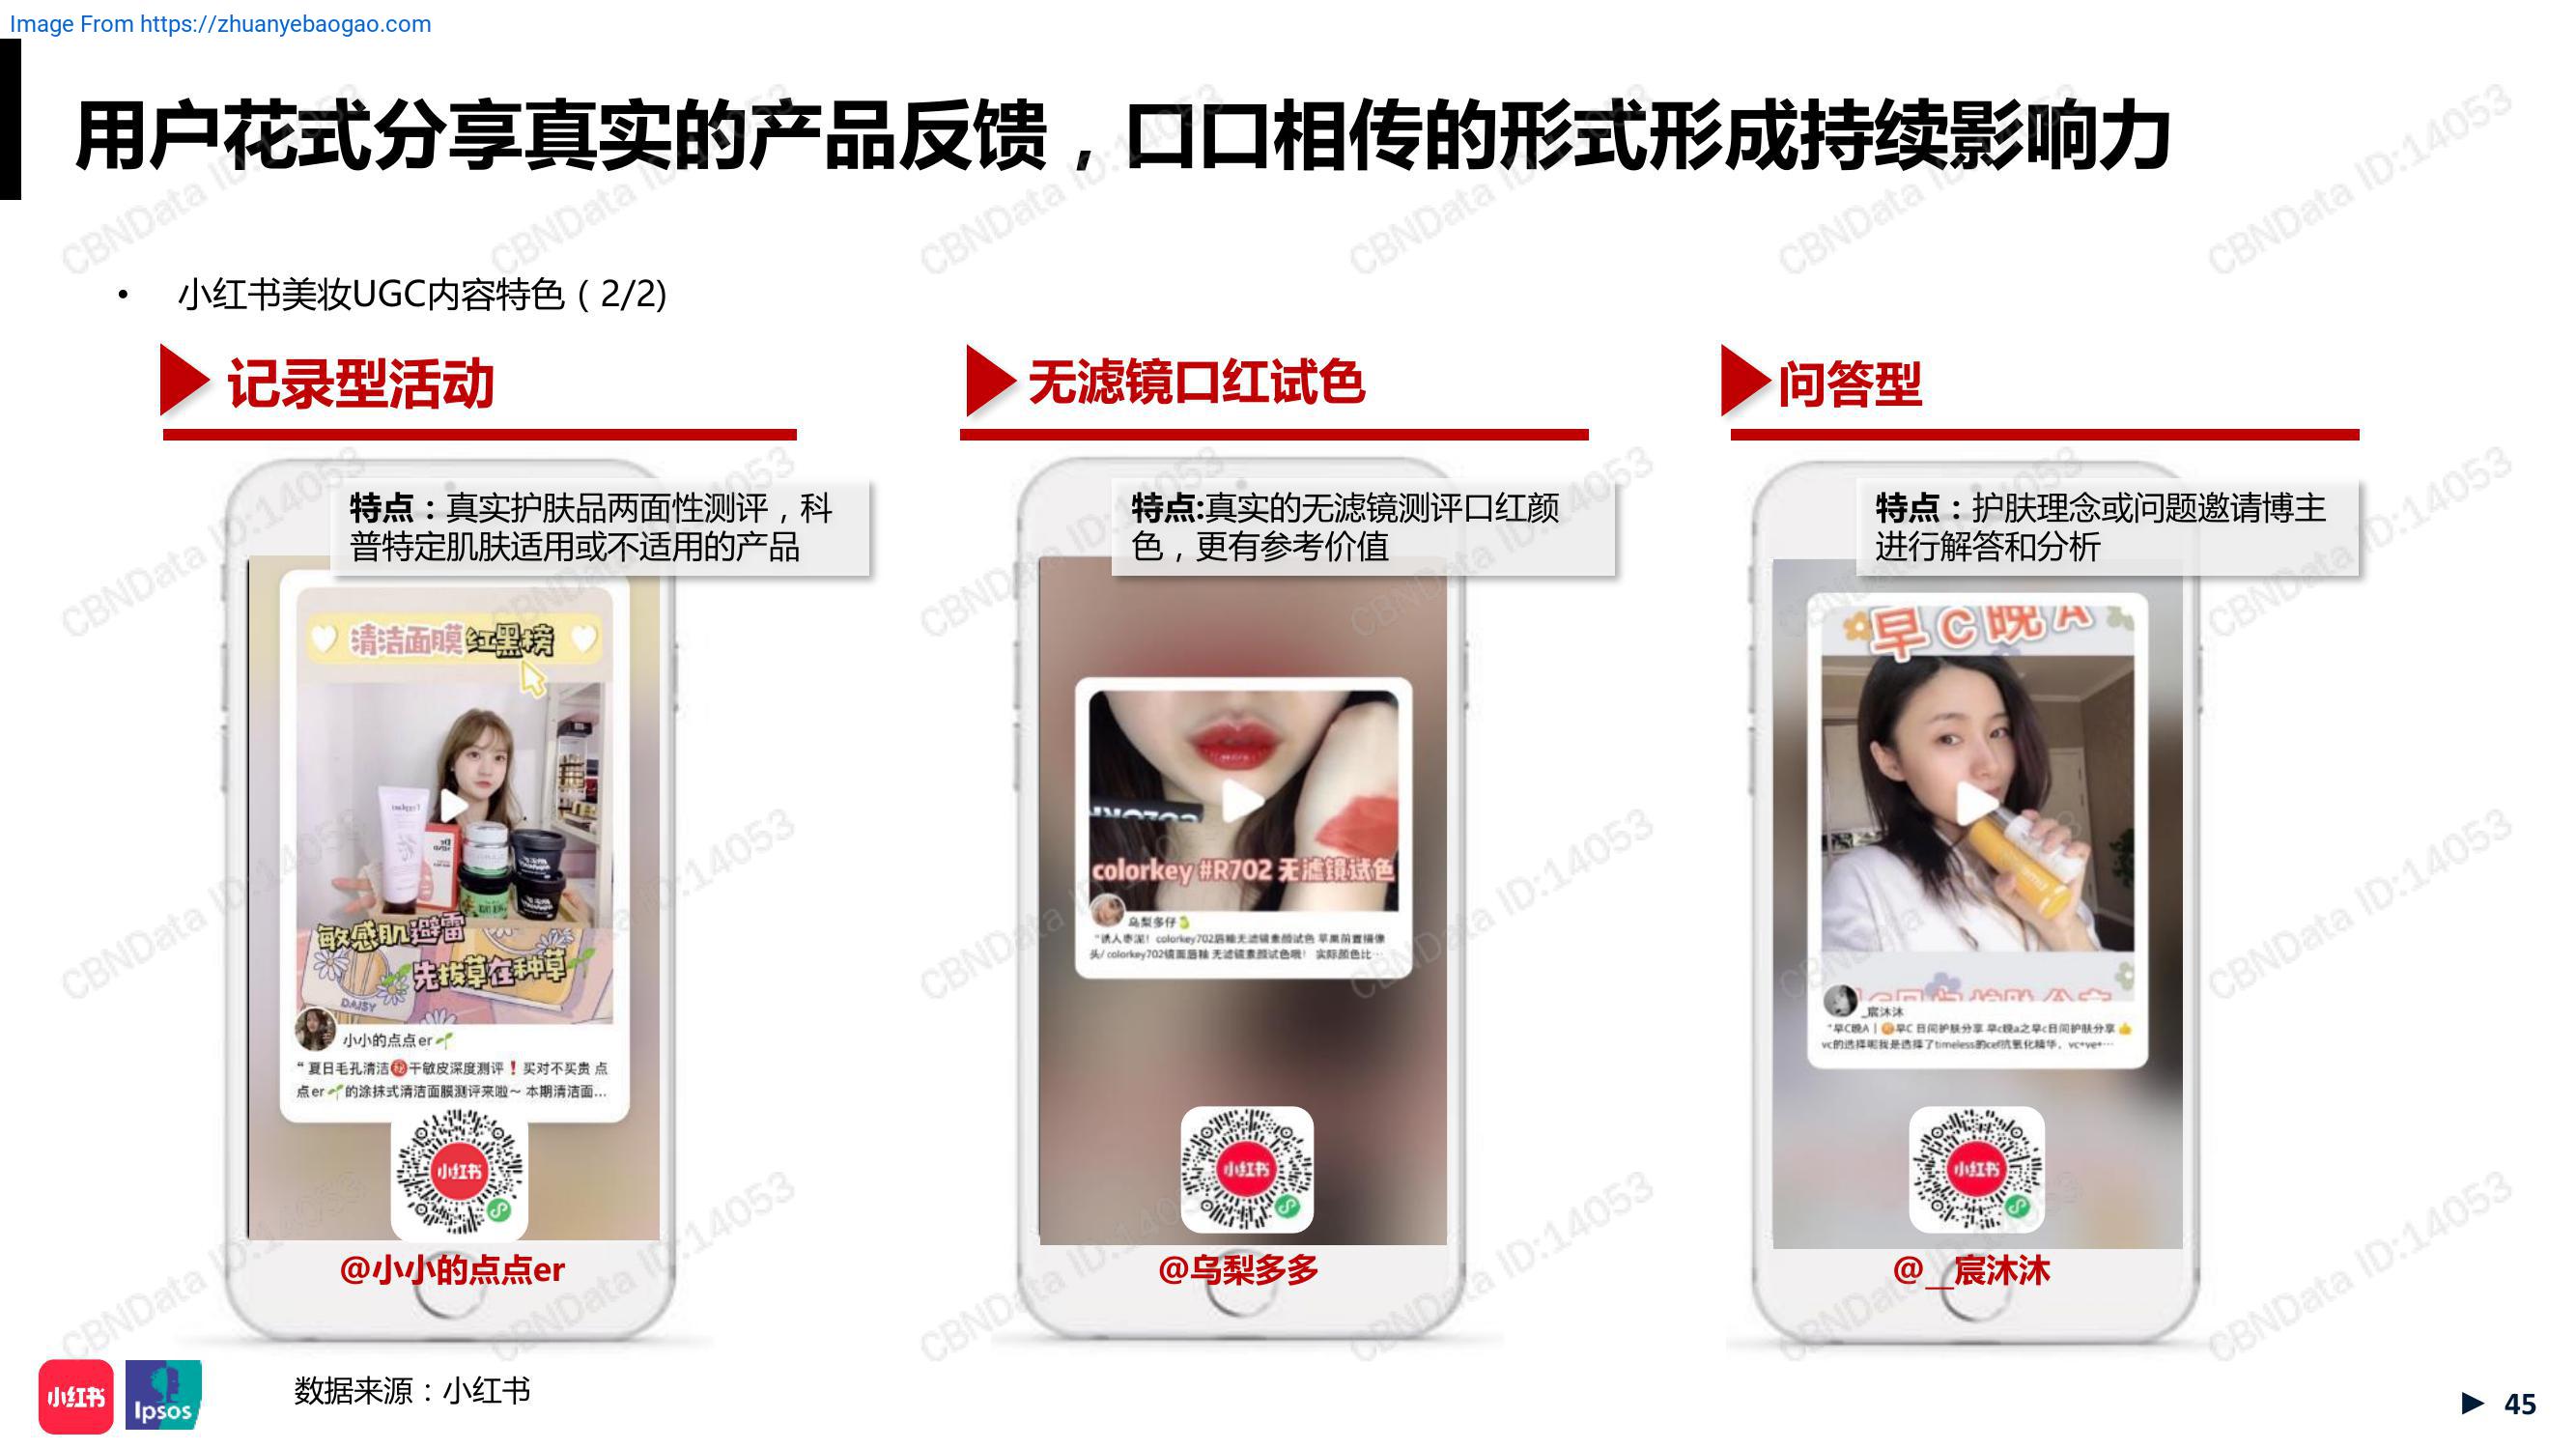 Image From https://zhuanyebaogao.com
用户花式分享真实的产品反馈，口口相传的形式形成持续影响力
• 小红书美妆UGC内容特色（2/2)
记录型活动
特点：真实护肤品两面性测评，科
普特定肌肤适用或不适用的产品
清洁面膜红黑榜
敏感肌避雷
先拔草在种草
DAISY
小小的点点er
“夏日毛孔清洁㊙干敏皮深度测评❗买对不买贵 点
点er🌱的涂抹式清洁面膜测评来啦～ 本期清洁面...
小红书
@小小的点点er
无滤镜口红试色
特点:真实的无滤镜测评口红颜
色，更有参考价值
colorkey #R702 无滤镜试色
乌梨多仔
“诱人枣泥！colorkey702唇釉无滤镜素颜试色 苹果前置摄像
头/ colorkey702镜面唇釉 无滤镜素颜试色哦！ 实际颜色比…
小红书
@乌梨多多
问答型
特点：护肤理念或问题邀请博主
进行解答和分析
早C晚A
_宸沐沐
“早C晚A｜早C 日间护肤分享 早c晚a之早c日间护肤分享👍
vc的选择呢我是选择了timeless的cef抗氧化精华，vc+ve+…
小红书
@__宸沐沐
小红书
Ipsos
数据来源：小红书
45
CBNData ID:14053